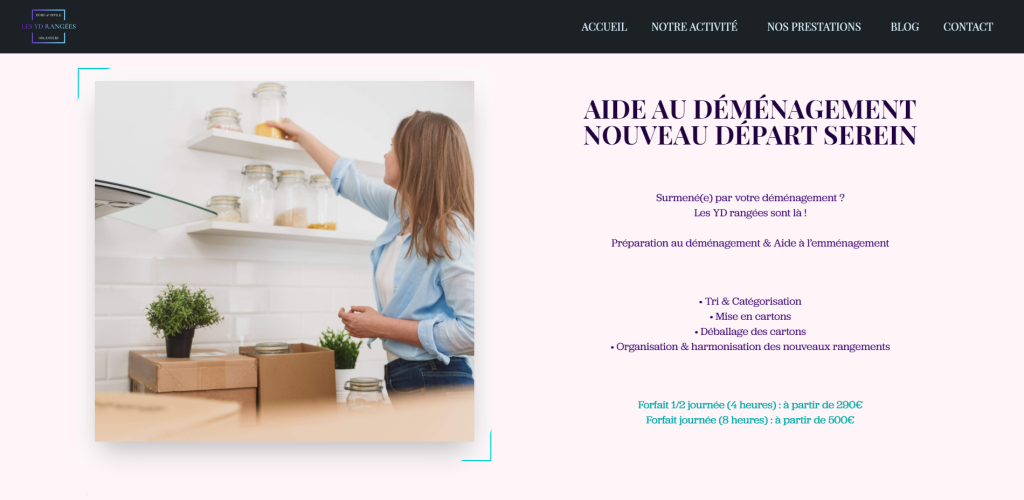 LES YD RANGÉES
ACCUEIL
NOTRE ACTIVITÉ
NOS PRESTATIONS
BLOG
CONTACT
AIDE AU DÉMÉNAGEMENT
NOUVEAU DÉPART SEREIN
Surmené(e) par votre déménagement ?
Les YD rangées sont là !
Préparation au déménagement & Aide à l'emménagement
• Tri & Catégorisation
• Mise en cartons
• Déballage des cartons
• Organisation & harmonisation des nouveaux rangements
Forfait 1/2 journée (4 heures) : à partir de 290€
Forfait journée (8 heures) : à partir de 500€